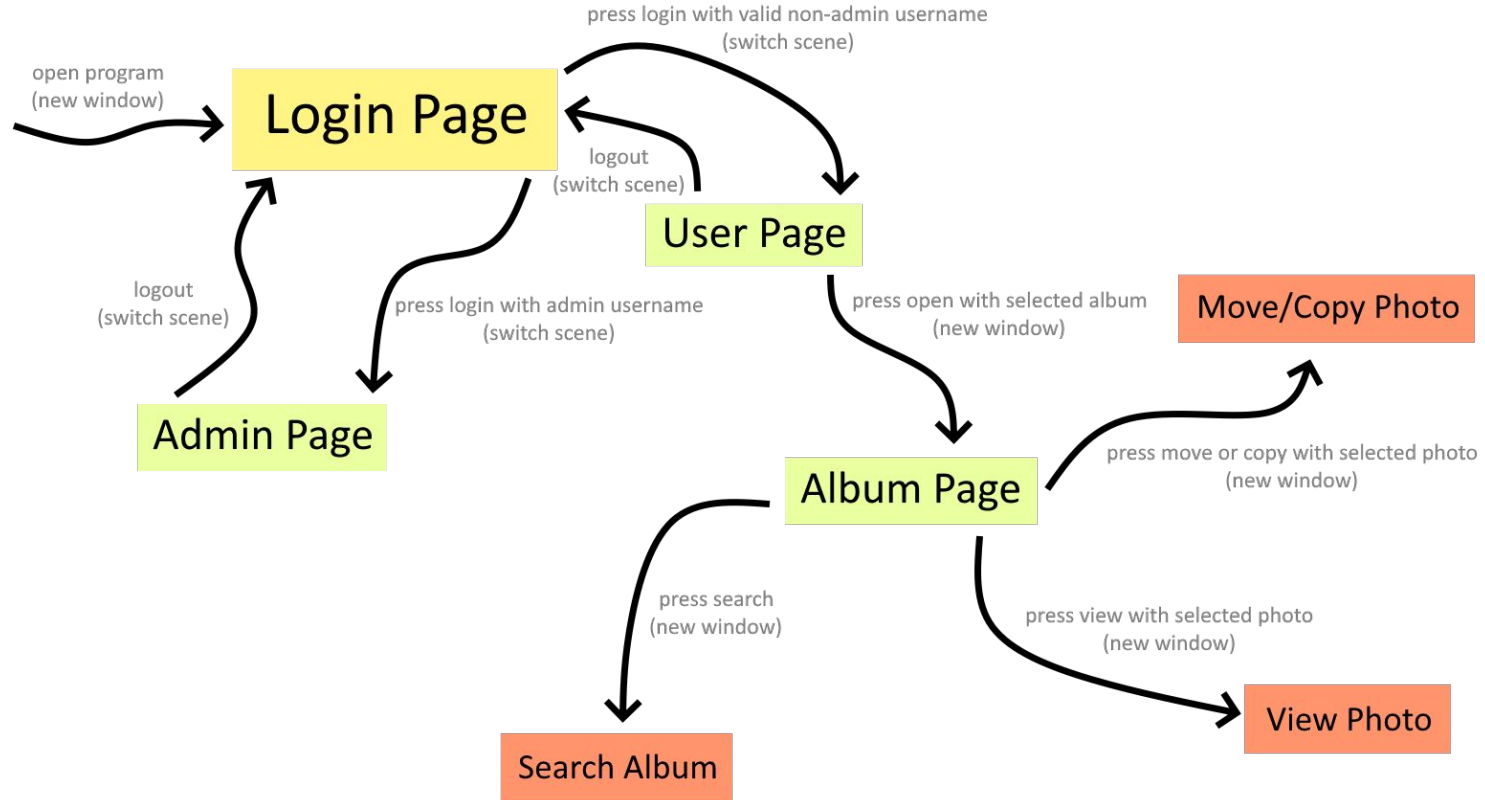 press login with valid non-admin username
(switch scene)
open program
(new window)
Login Page
logout
(switch scene)
User Page
logout
(switch scene)
press login with admin username
(switch scene)
press open with selected album
(new window)
Move/Copy Photo
Admin Page
Album Page
press move or copy with selected photo
(new window)
press search
(new window)
press view with selected photo
(new window)
View Photo
Search Album